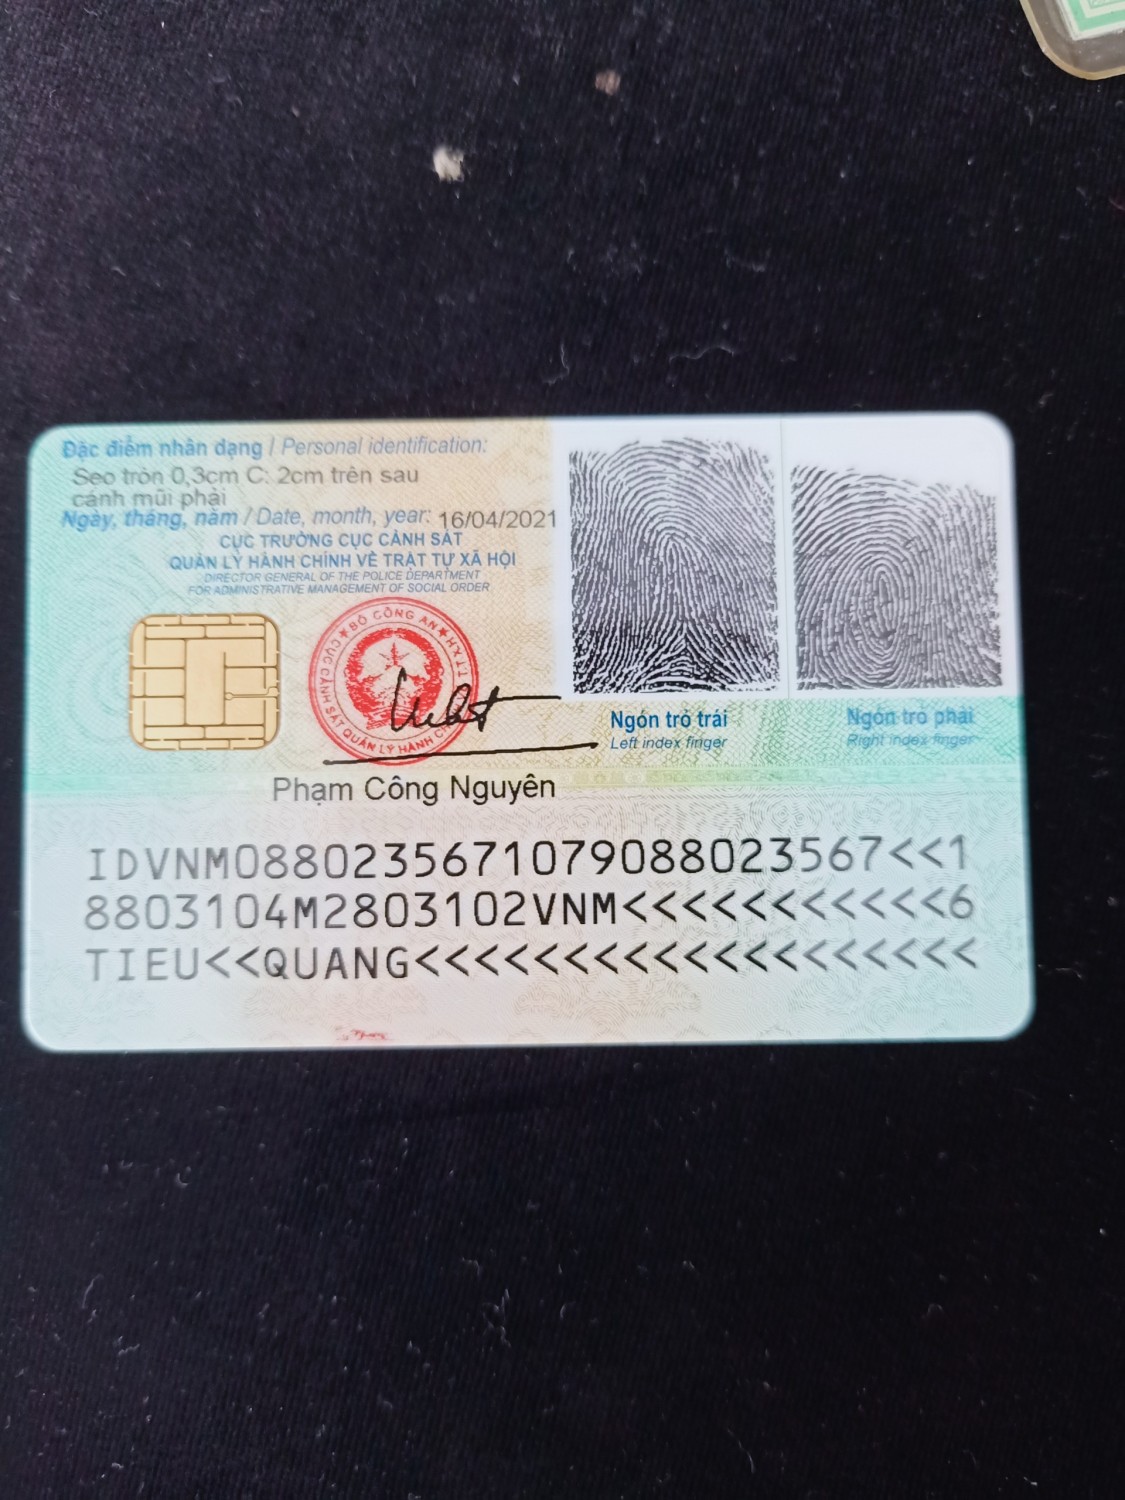 Đặc điểm nhân dạng / Personal identification:
Sẹo tròn 0,3cm C: 2cm trên sau
cánh mũi phải
Ngày, tháng, năm / Date, month, year: 16/04/2021
CỤC TRƯỞNG CỤC CẢNH SÁT
QUẢN LÝ HÀNH CHÍNH VỀ TRẬT TỰ XÃ HỘI
DIRECTOR GENERAL OF THE POLICE DEPARTMENT
FOR ADMINISTRATIVE MANAGEMENT OF SOCIAL ORDER
BỘ CÔNG AN
CỤC CẢNH SÁT QUẢN LÝ HÀNH CHÍNH
Ngón trỏ trái
Left index finger
Ngón trỏ phải
Right index finger
Phạm Công Nguyên
IDVNM0880235671079088023567<<1
8803104M2803102VNM<<<<<<<<<<<6
TIEU<<QUANG<<<<<<<<<<<<<<<<<<<